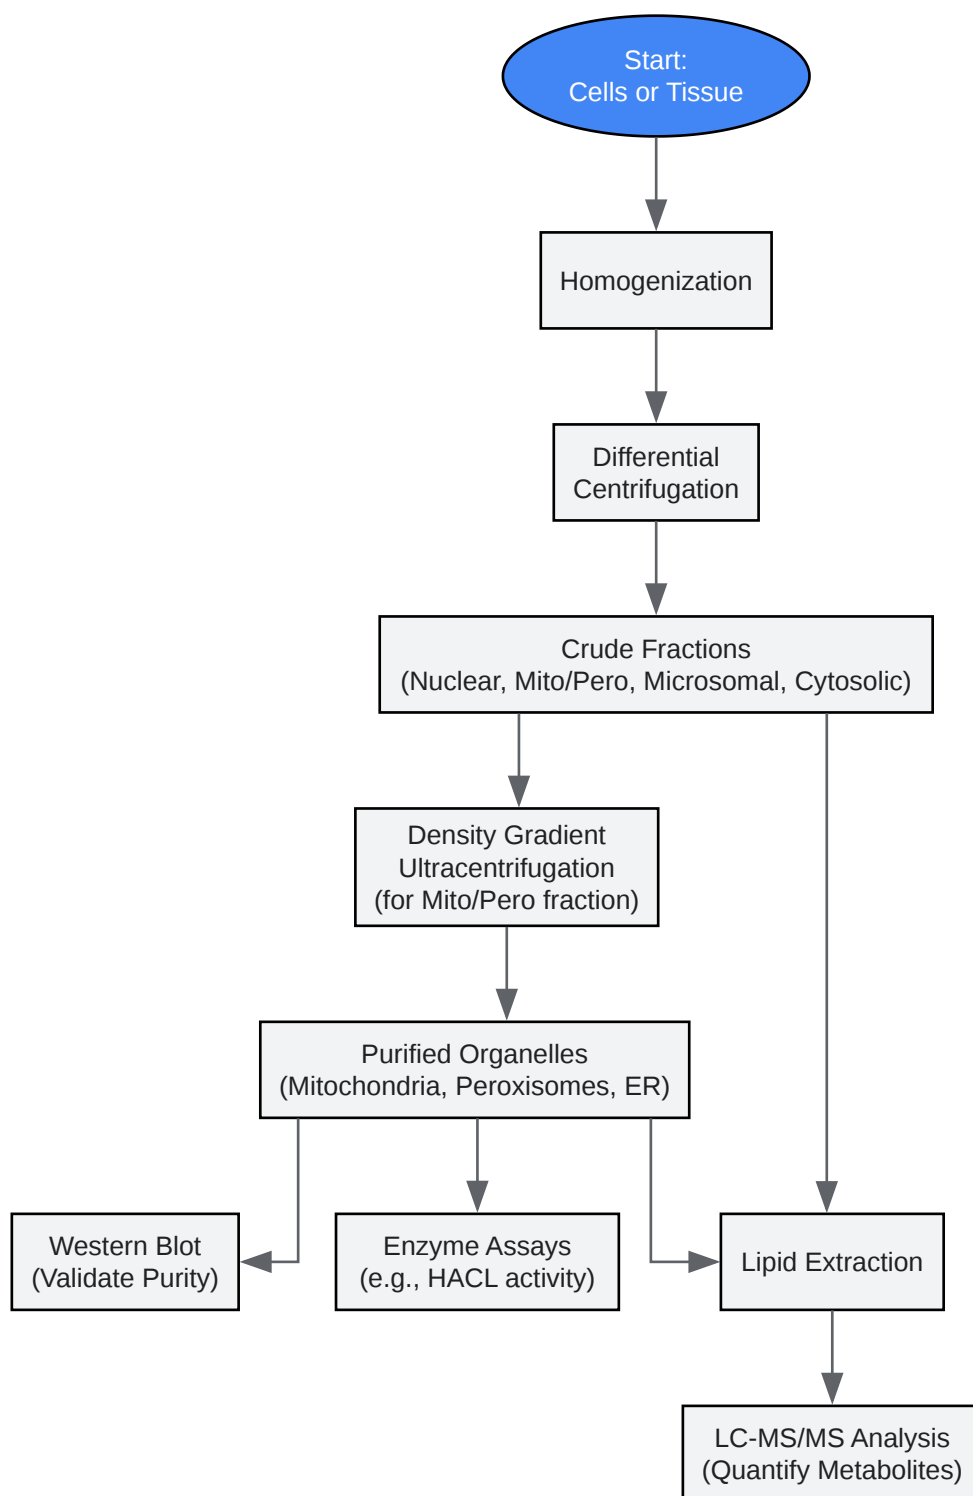 Start:
Cells or Tissue
Homogenization
Differential
Centrifugation
Crude Fractions
(Nuclear, Mito/Pero, Microsomal, Cytosolic)
Density Gradient
Ultracentrifugation
(for Mito/Pero fraction)
Purified Organelles
(Mitochondria, Peroxisomes, ER)
Western Blot
(Validate Purity)
Enzyme Assays
(e.g., HACL activity)
Lipid Extraction
LC-MS/MS Analysis
(Quantify Metabolites)